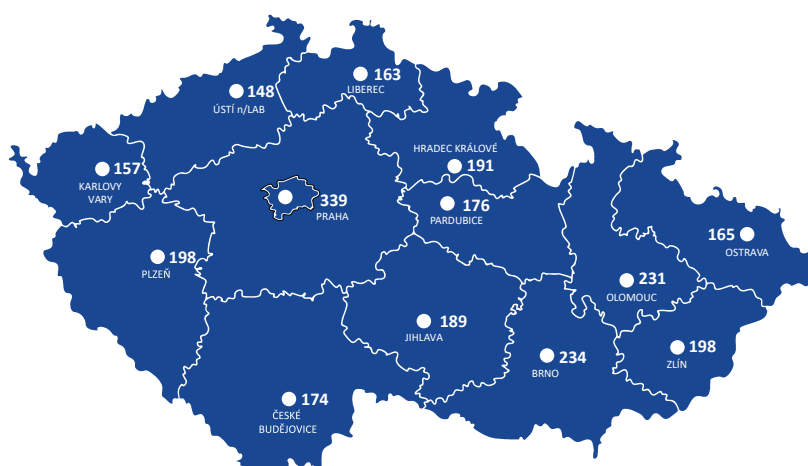 163
LIBEREC
148
ÚSTÍ n/LAB
HRADEC KRÁLOVÉ
191
157
KARLOVY
VARY
339
PRAHA
176
PARDUBICE
165
OSTRAVA
198
PLZEŇ
231
OLOMOUC
189
JIHLAVA
234
BRNO
198
ZLÍN
174
ČESKÉ
BUDĚJOVICE